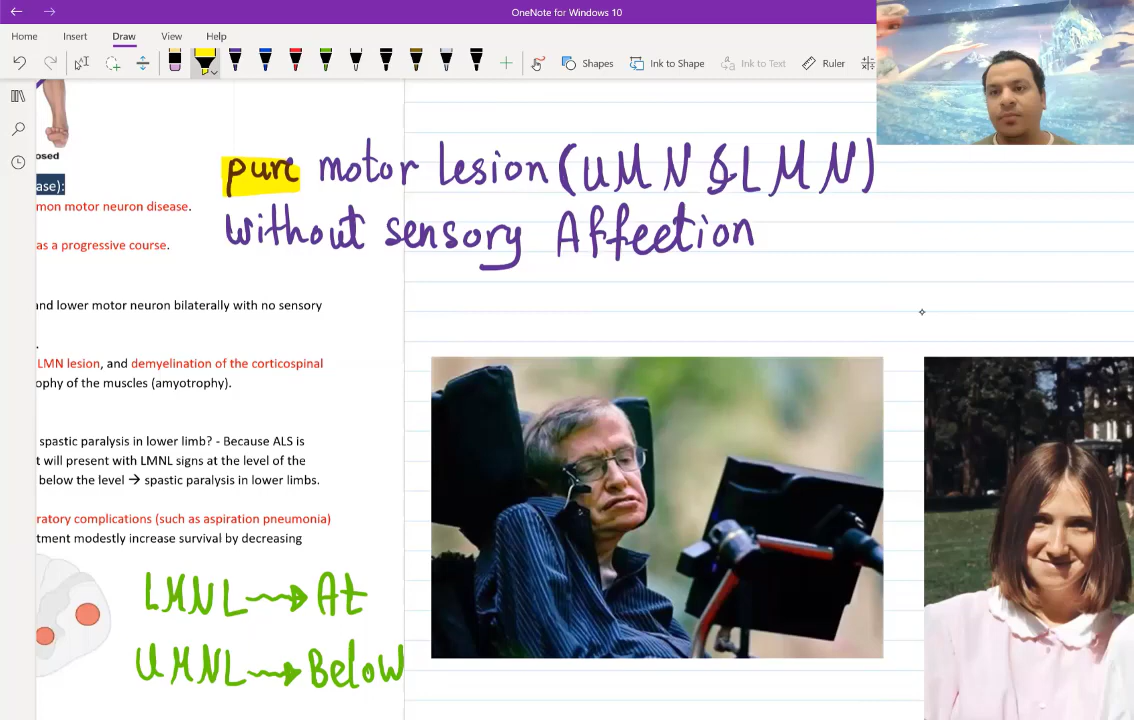 OneNote for Windows 10
Home Insert Draw View Help
Shapes Ink to Shape Ink to Text Ruler
osed
ase):
mon motor neuron disease.
as a progressive course.
and lower motor neuron bilaterally with no sensory
.
LMN lesion, and demyelination of the corticospinal
ophy of the muscles (amyotrophy).
spastic paralysis in lower limb? - Because ALS is
t will present with LMNL signs at the level of the
below the level → spastic paralysis in lower limbs.
ratory complications (such as aspiration pneumonia)
tment modestly increase survival by decreasing
pure motor lesion (UMN & LMN)
without sensory Affection
LMNL → At
UMNL → Below